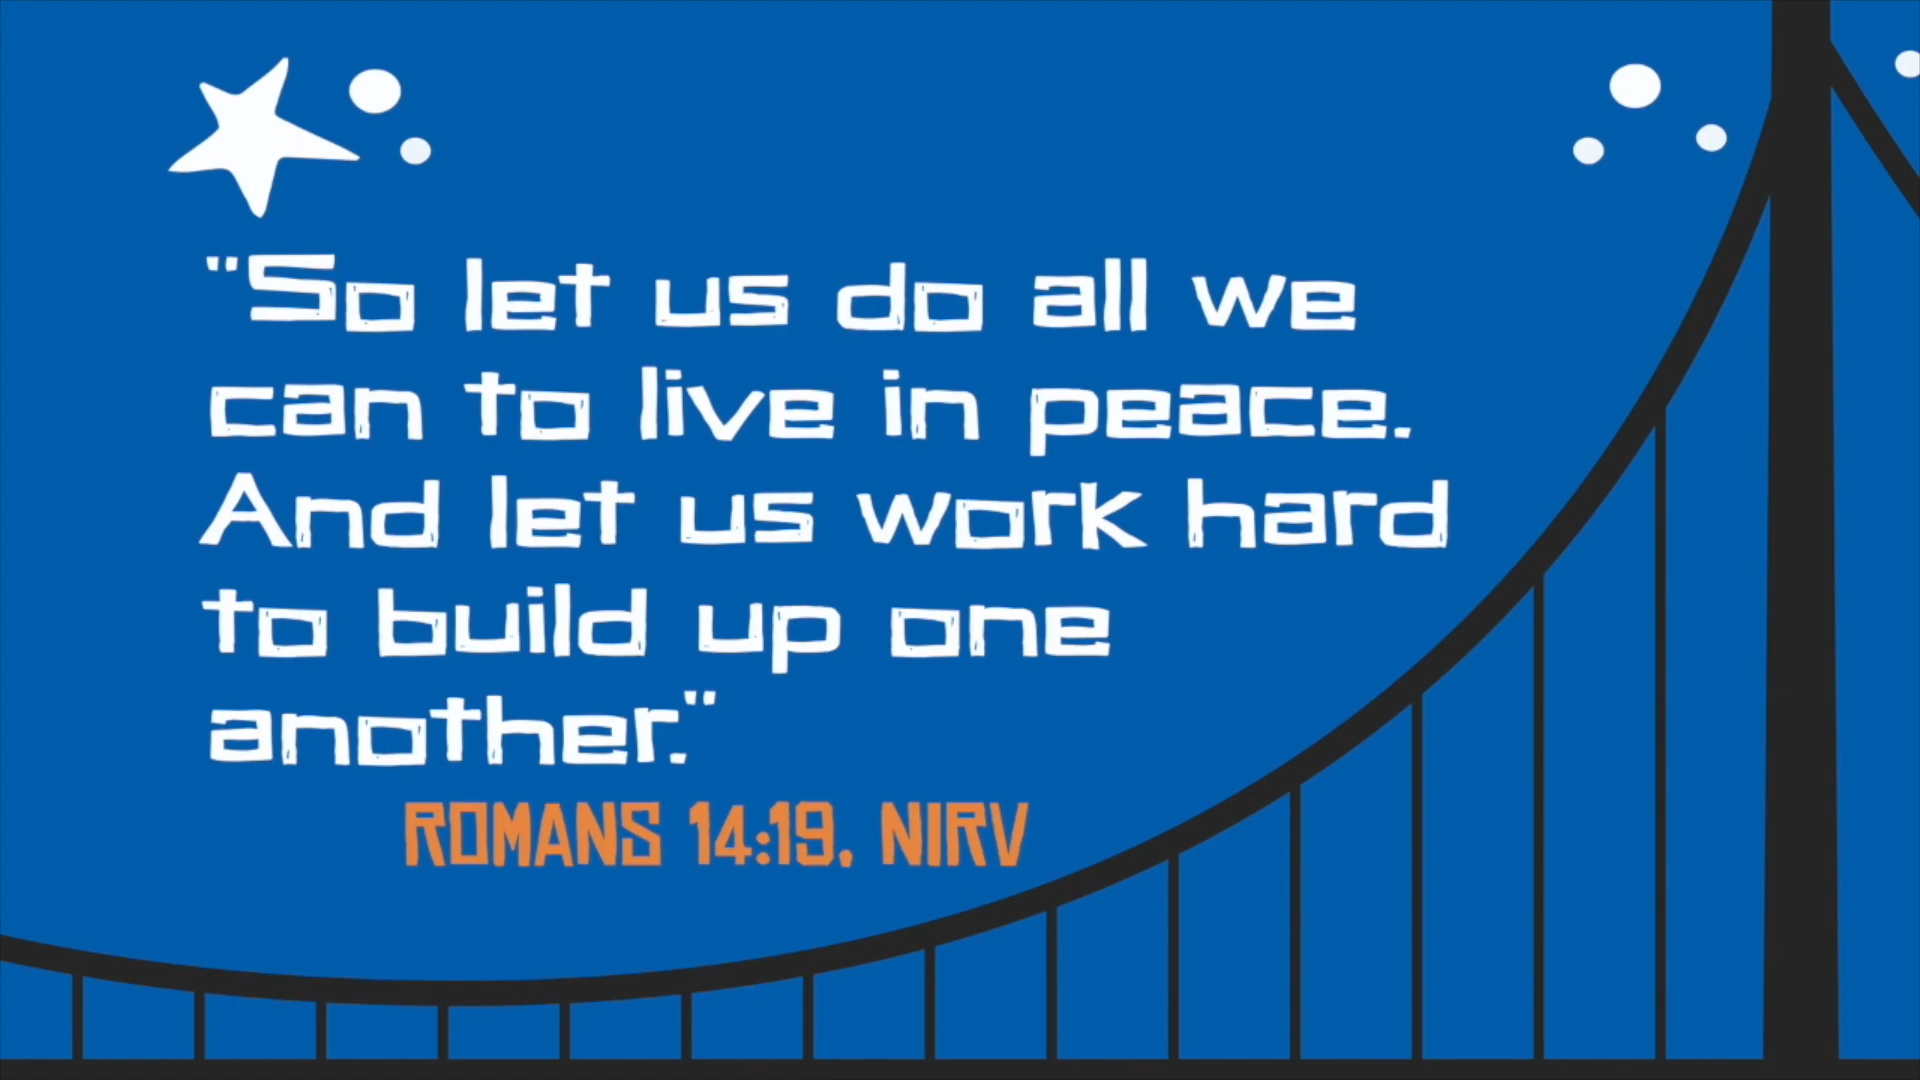 "So let us do all we
can to live in peace.
And let us work hard
to build up one
another."
ROMANS 14:19, NIRV